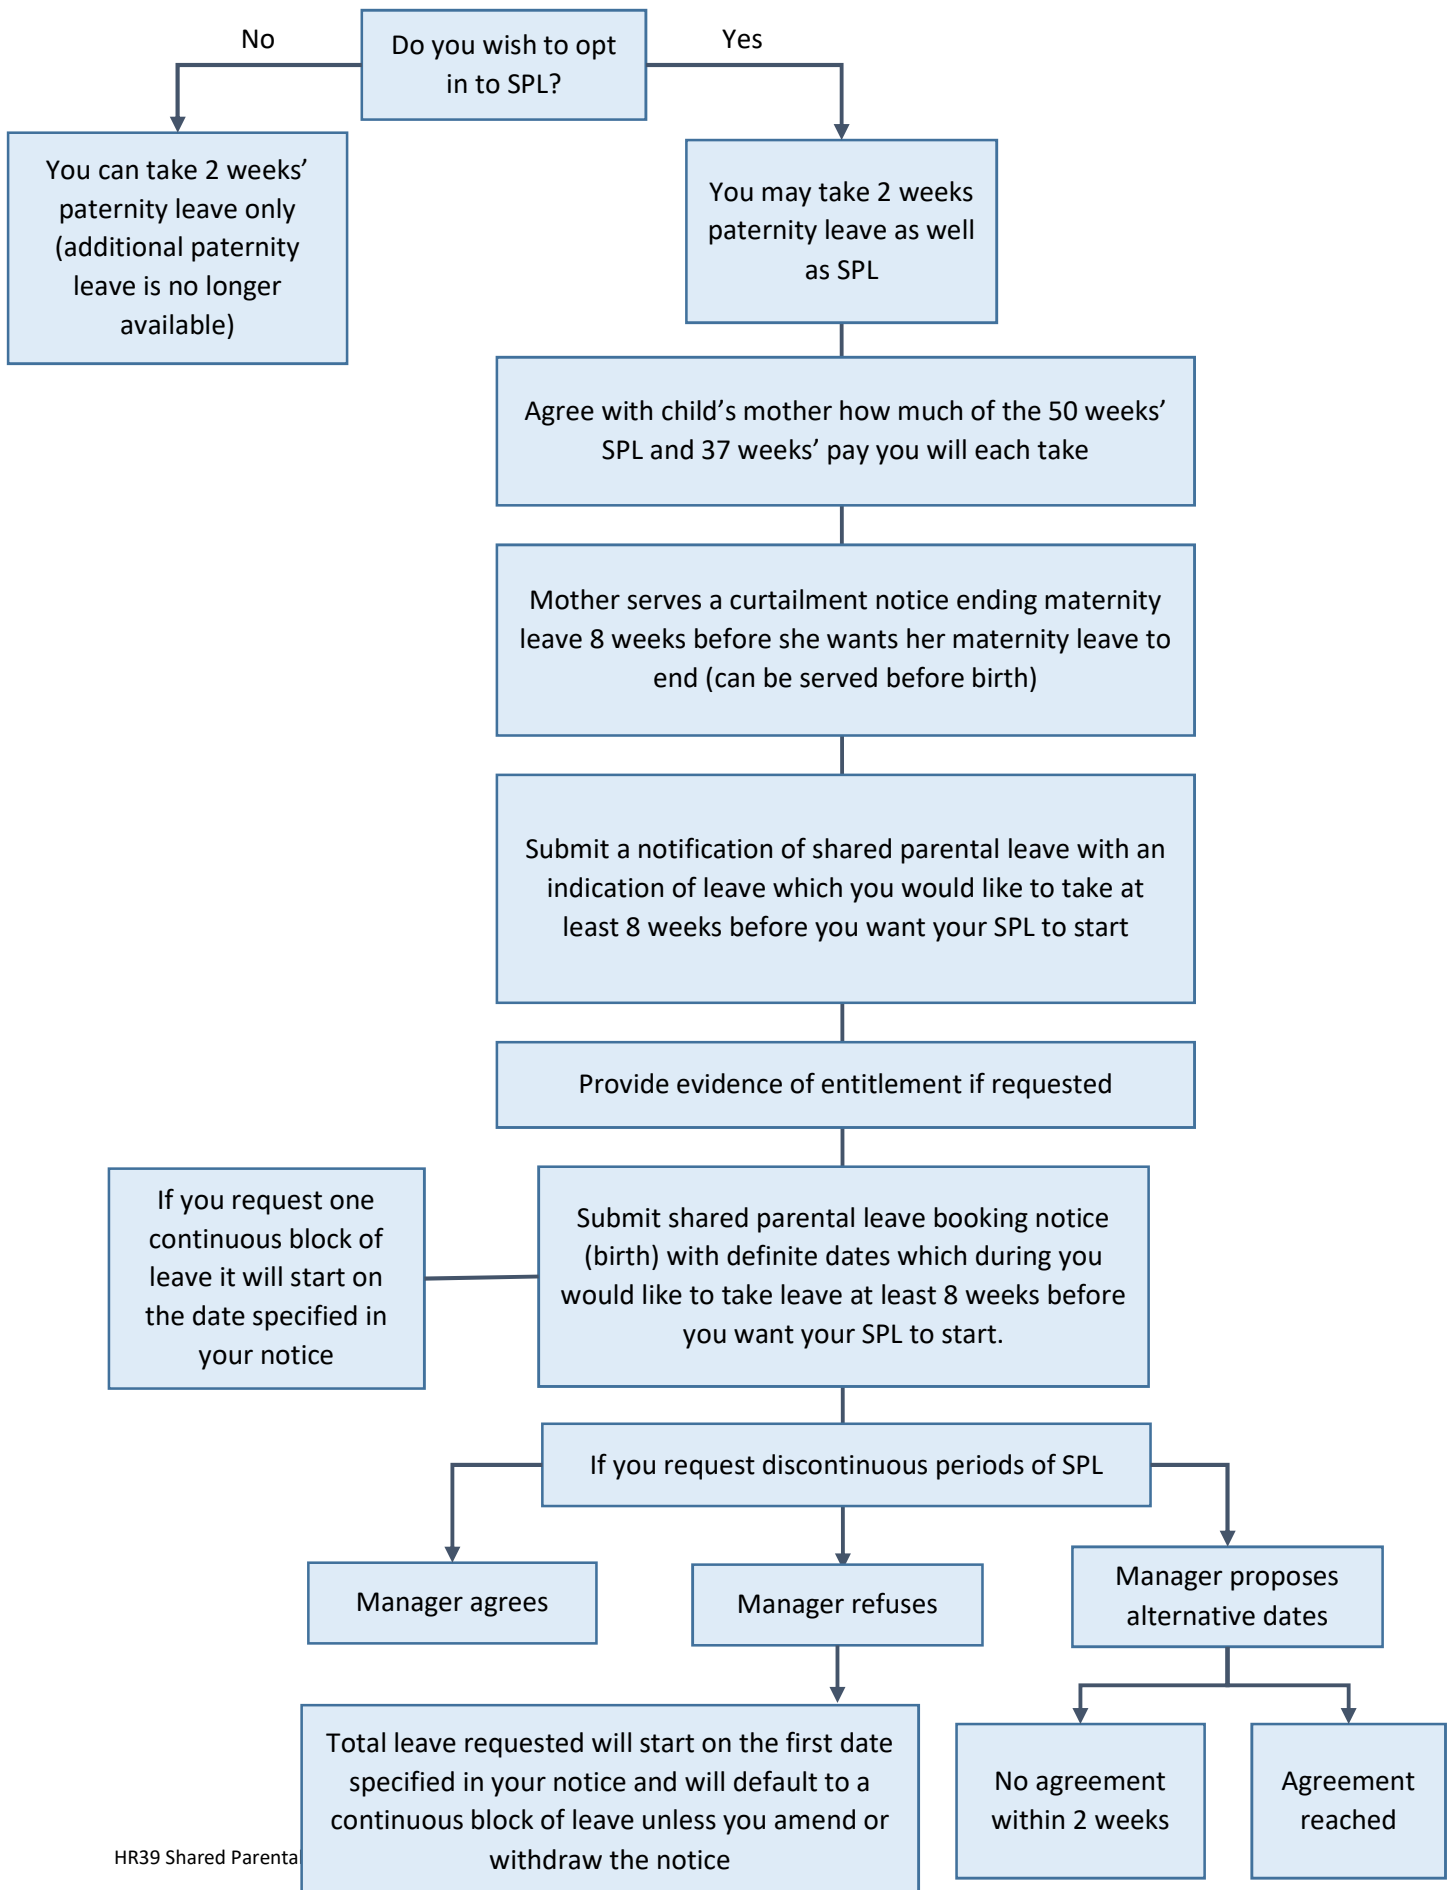 No
Do you wish to opt
in to SPL?
Yes
You can take 2 weeks’
paternity leave only
(additional paternity
leave is no longer
available)
You may take 2 weeks
paternity leave as well
as SPL
Agree with child’s mother how much of the 50 weeks’
SPL and 37 weeks’ pay you will each take
Mother serves a curtailment notice ending maternity
leave 8 weeks before she wants her maternity leave to
end (can be served before birth)
Submit a notification of shared parental leave with an
indication of leave which you would like to take at
least 8 weeks before you want your SPL to start
Provide evidence of entitlement if requested
If you request one
continuous block of
leave it will start on
the date specified in
your notice
Submit shared parental leave booking notice
(birth) with definite dates which during you
would like to take leave at least 8 weeks before
you want your SPL to start.
If you request discontinuous periods of SPL
Manager agrees
Manager refuses
Manager proposes
alternative dates
Total leave requested will start on the first date
specified in your notice and will default to a
continuous block of leave unless you amend or
withdraw the notice
No agreement
within 2 weeks
Agreement
reached
HR39 Shared Parental